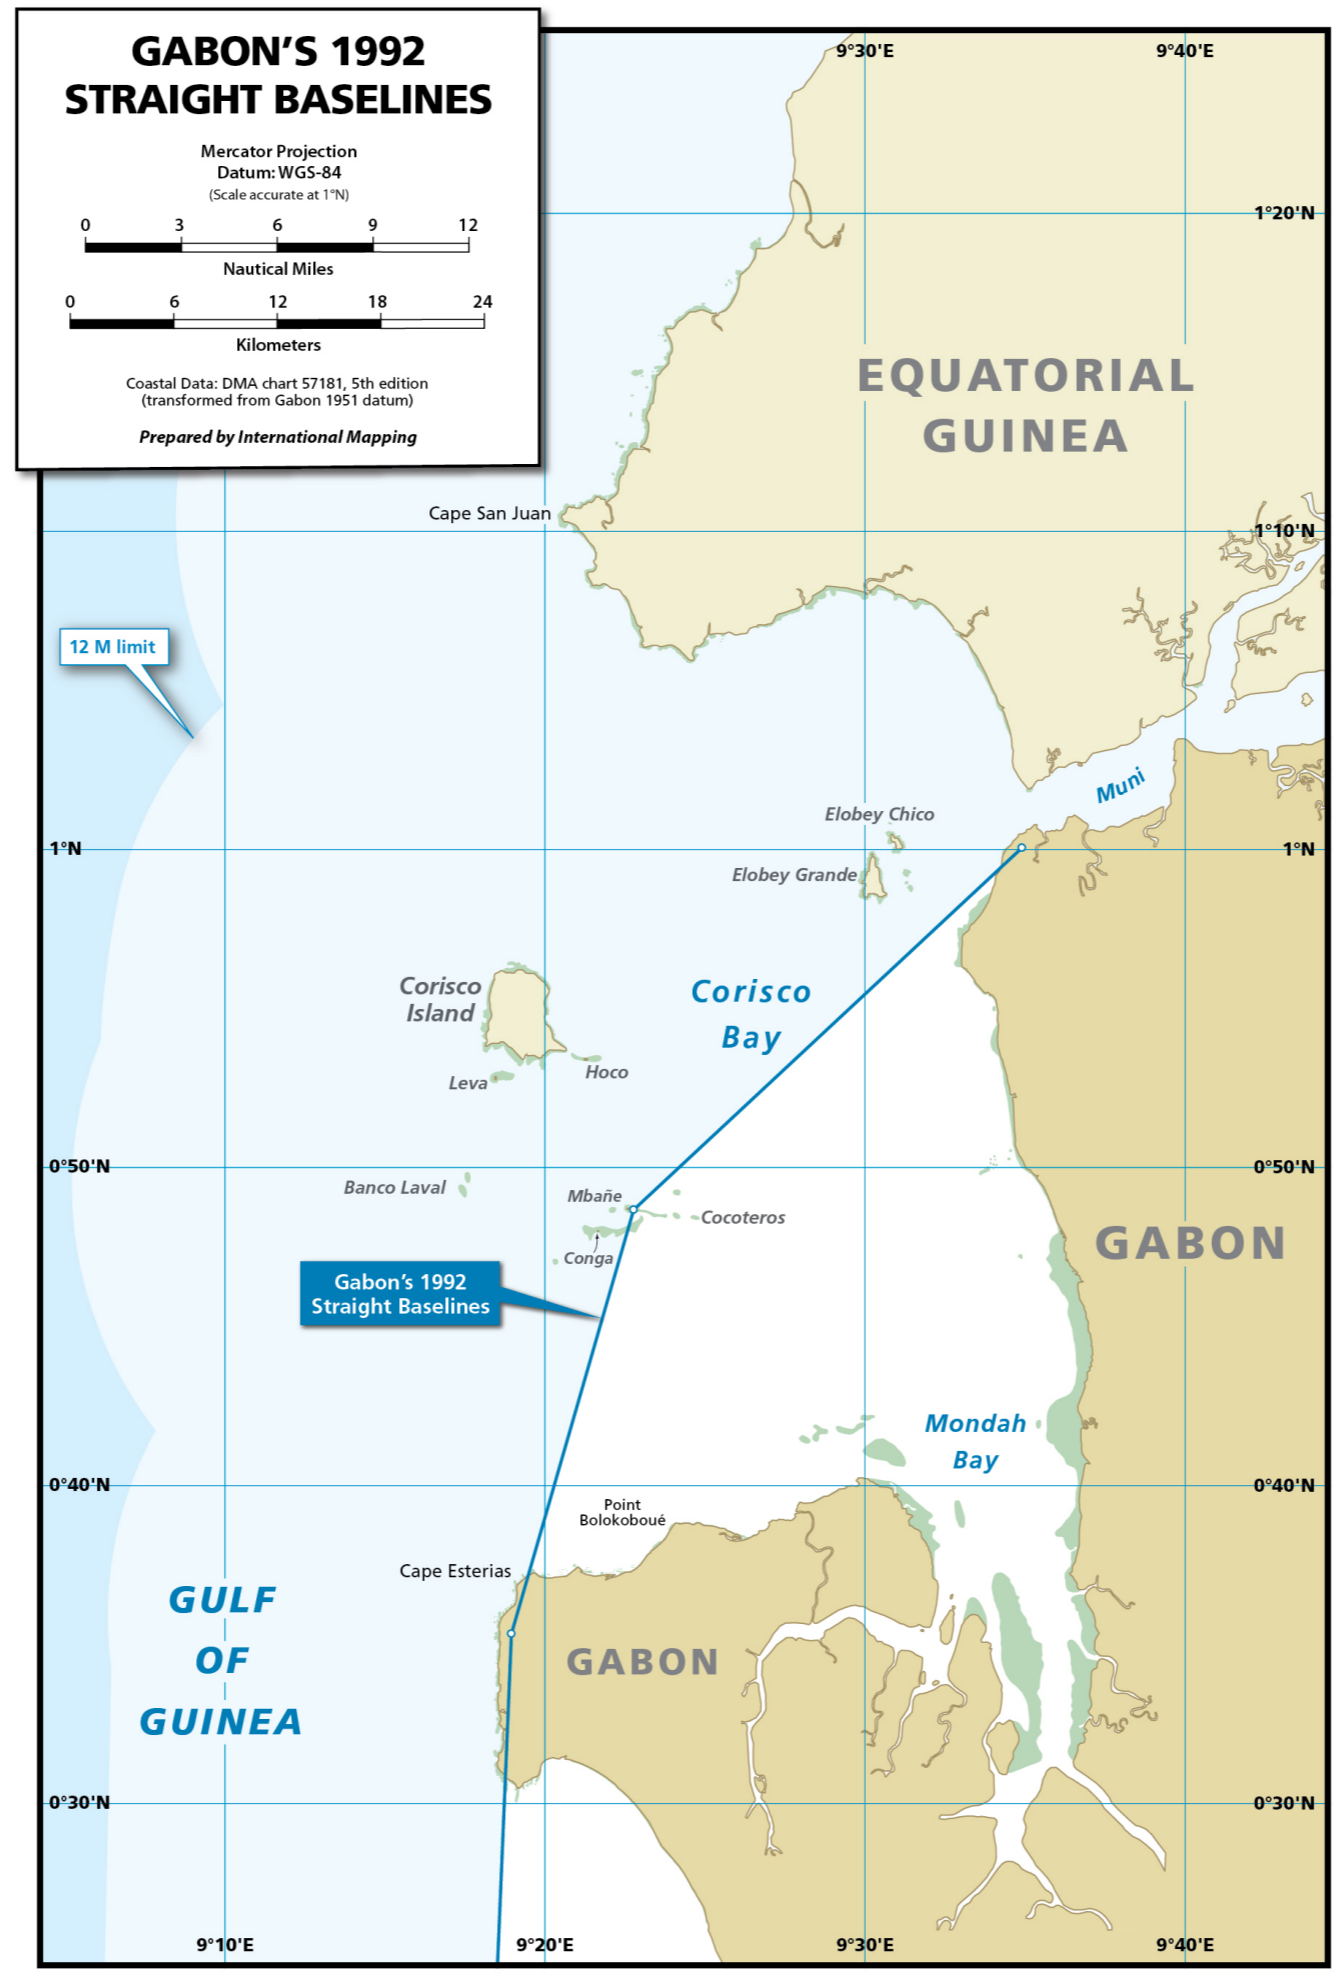 GABON'S 1992
STRAIGHT BASELINES
Mercator Projection
Datum: WGS-84
(Scale accurate at 1°N)
0 3 6 9 12
Nautical Miles
0 6 12 18 24
Kilometers
Coastal Data: DMA chart 57181, 5th edition
(transformed from Gabon 1951 datum)
Prepared by International Mapping
9°30'E 9°40'E
1°20'N
EQUATORIAL
GUINEA
Cape San Juan
1°10'N
12 M limit
Muni
Elobey Chico
1°N 1°N
Elobey Grande
Corisco
Island
Corisco
Bay
Hoco
Leva
0°50'N 0°50'N
Banco Laval
Mbañe
Cocoteros
Conga
GABON
Gabon's 1992
Straight Baselines
Mondah
Bay
0°40'N 0°40'N
Point
Bolokoboué
Cape Esterias
GULF
OF
GUINEA
GABON
0°30'N 0°30'N
9°10'E 9°20'E 9°30'E 9°40'E